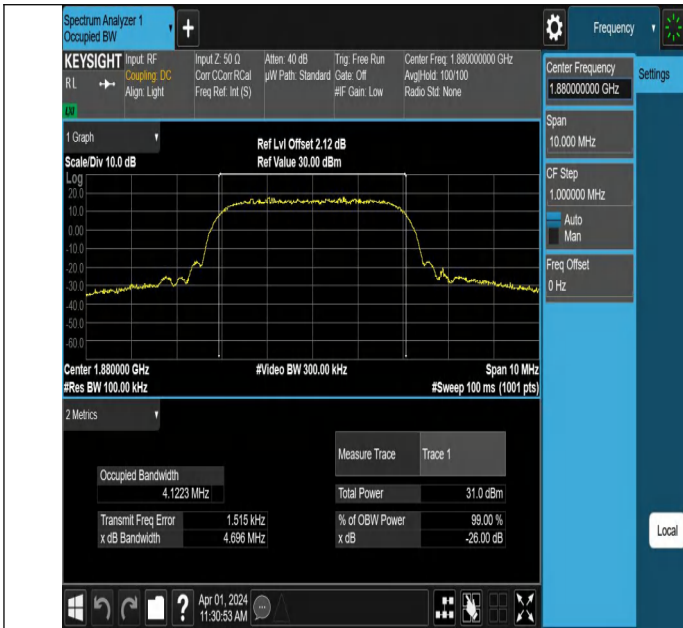 Spectrum Analyzer 1
Occupied BW
Frequency
KEYSIGHT
RL
LXI
Input: RF
Coupling: DC
Align: Light
Input Z: 50 Ω
Corr CCorr RCal
Freq Ref: Int (S)
Atten: 40 dB
µW Path: Standard
Trig: Free Run
Gate: Off
#IF Gain: Low
Center Freq: 1.880000000 GHz
Avg|Hold: 100/100
Radio Std: None
Center Frequency
1.880000000 GHz
Settings
Span
10.000 MHz
CF Step
1.000000 MHz
Auto
Man
Freq Offset
0 Hz
Local
1 Graph
Scale/Div 10.0 dB
Ref Lvl Offset 2.12 dB
Ref Value 30.00 dBm
Log
20.0
10.0
0.00
-10.0
-20.0
-30.0
-40.0
-50.0
-60.0
Center 1.880000 GHz
#Res BW 100.00 kHz
#Video BW 300.00 kHz
Span 10 MHz
#Sweep 100 ms (1001 pts)
2 Metrics
Measure Trace Trace 1
Occupied Bandwidth
4.1223 MHz
Total Power 31.0 dBm
Transmit Freq Error 1.515 kHz
% of OBW Power 99.00 %
x dB Bandwidth 4.696 MHz
x dB -26.00 dB
?
Apr 01, 2024
11:30:53 AM